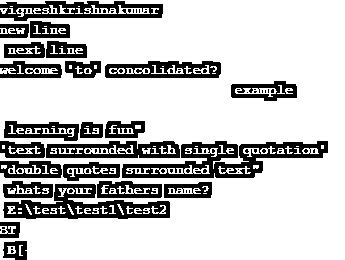 vigneshkrishnakumar
new line
next line
welcome "to" concolidated?
example
learning is fun"
'text surrounded with single quotation'
"double quotes surrounded text"
whats your fathers name?
E:\test\test1\test2
ST
B[